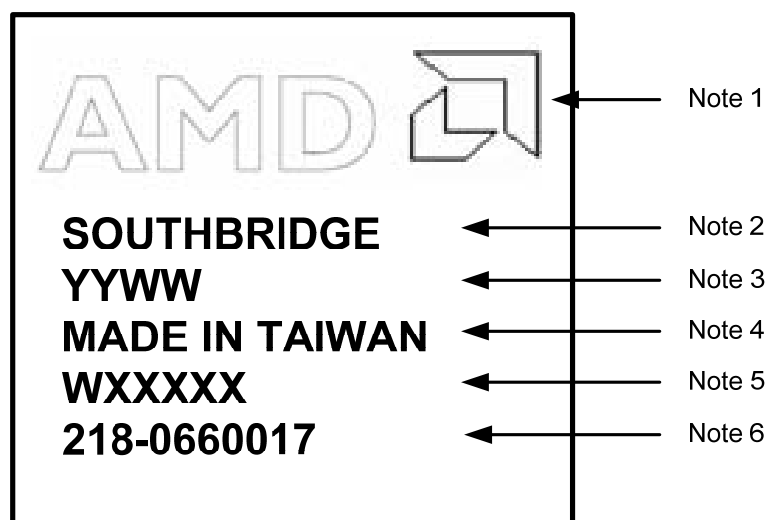 AMD Note 1
SOUTHBRIDGE Note 2
YYWW Note 3
MADE IN TAIWAN Note 4
WXXXXX Note 5
218-0660017 Note 6